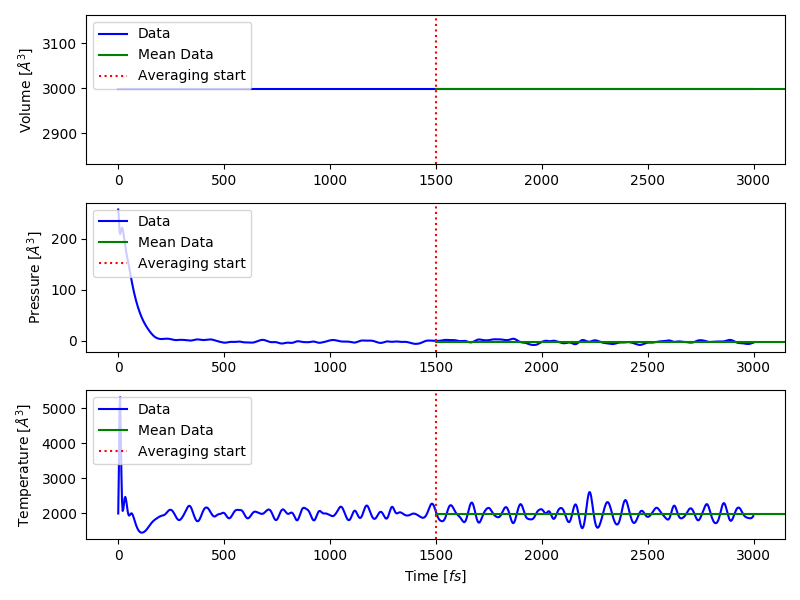 Volume [Å³]
3100
3000
2900
Data
Mean Data
Averaging start
0 500 1000 1500 2000 2500 3000
Pressure [Å³]
200
100
0
Data
Mean Data
Averaging start
0 500 1000 1500 2000 2500 3000
Temperature [Å³]
5000
4000
3000
2000
Data
Mean Data
Averaging start
0 500 1000 1500 2000 2500 3000
Time [fs]